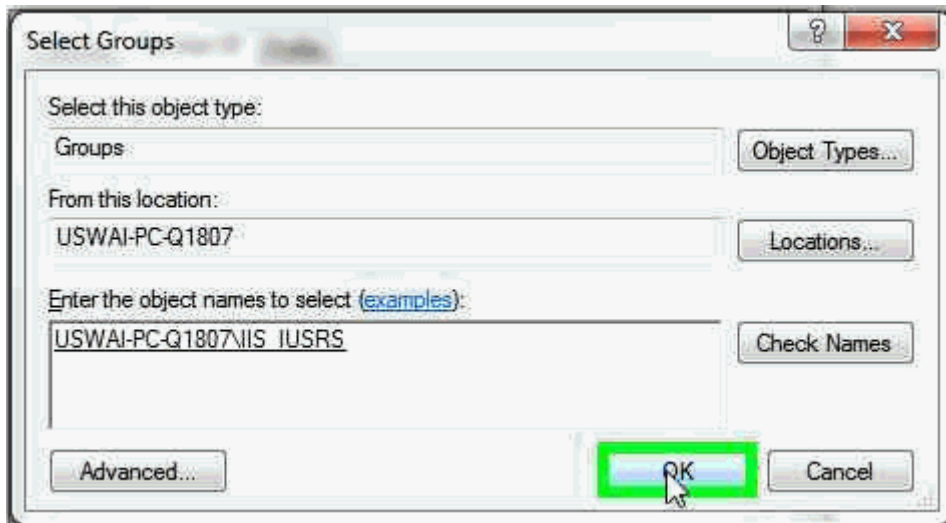 Select Groups
Select this object type:
Groups
Object Types...
From this location:
USWAI-PC-Q1807
Locations...
Enter the object names to select (examples):
USWAI-PC-Q1807\IIS_IUSRS
Check Names
Advanced...
OK
Cancel